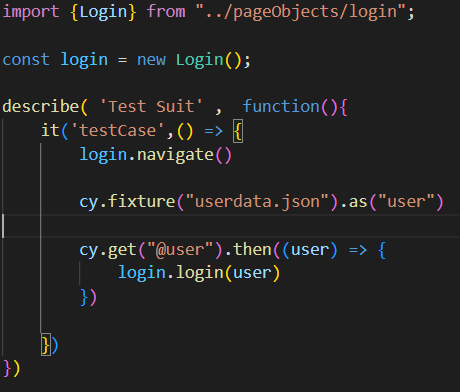 import {Login} from "../pageObjects/login";
const login = new Login();
describe( 'Test Suit' ,  function(){
it('testCase',() => {
login.navigate()
cy.fixture("userdata.json").as("user")
cy.get("@user").then((user) => {
login.login(user)
})
})
})